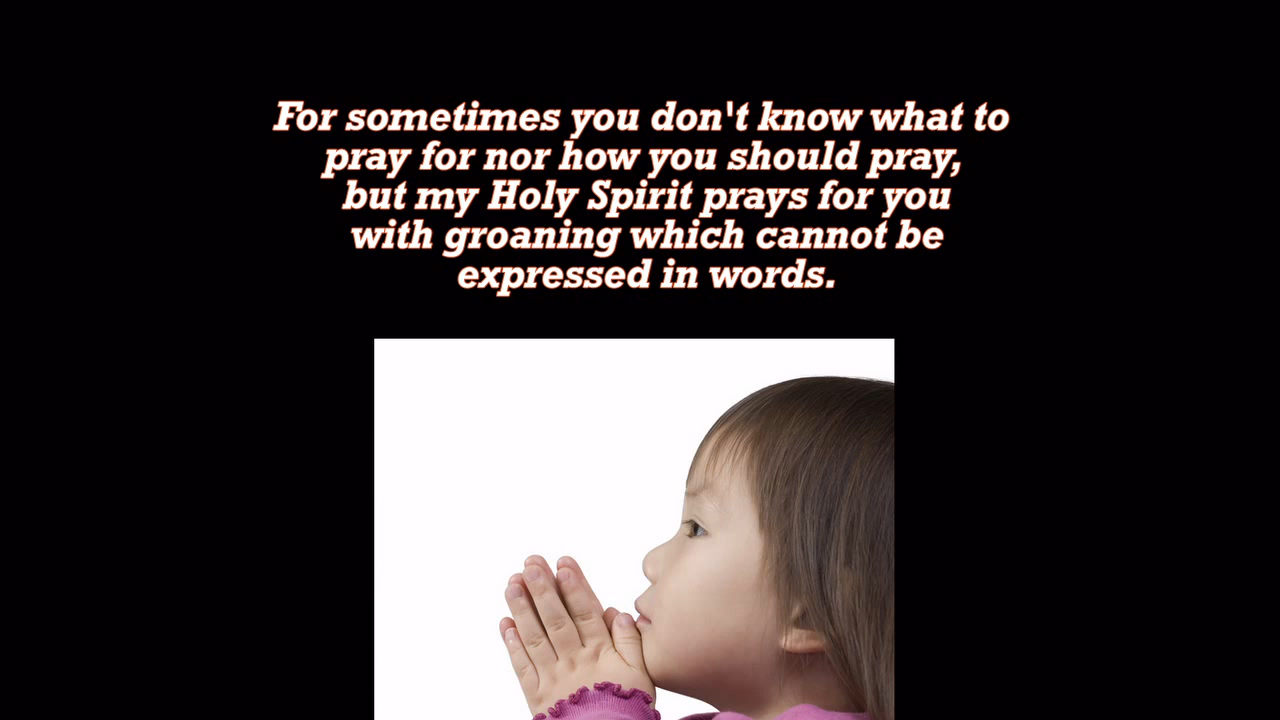 For sometimes you don't know what to
pray for nor how you should pray,
but my Holy Spirit prays for you
with groaning which cannot be
expressed in words.